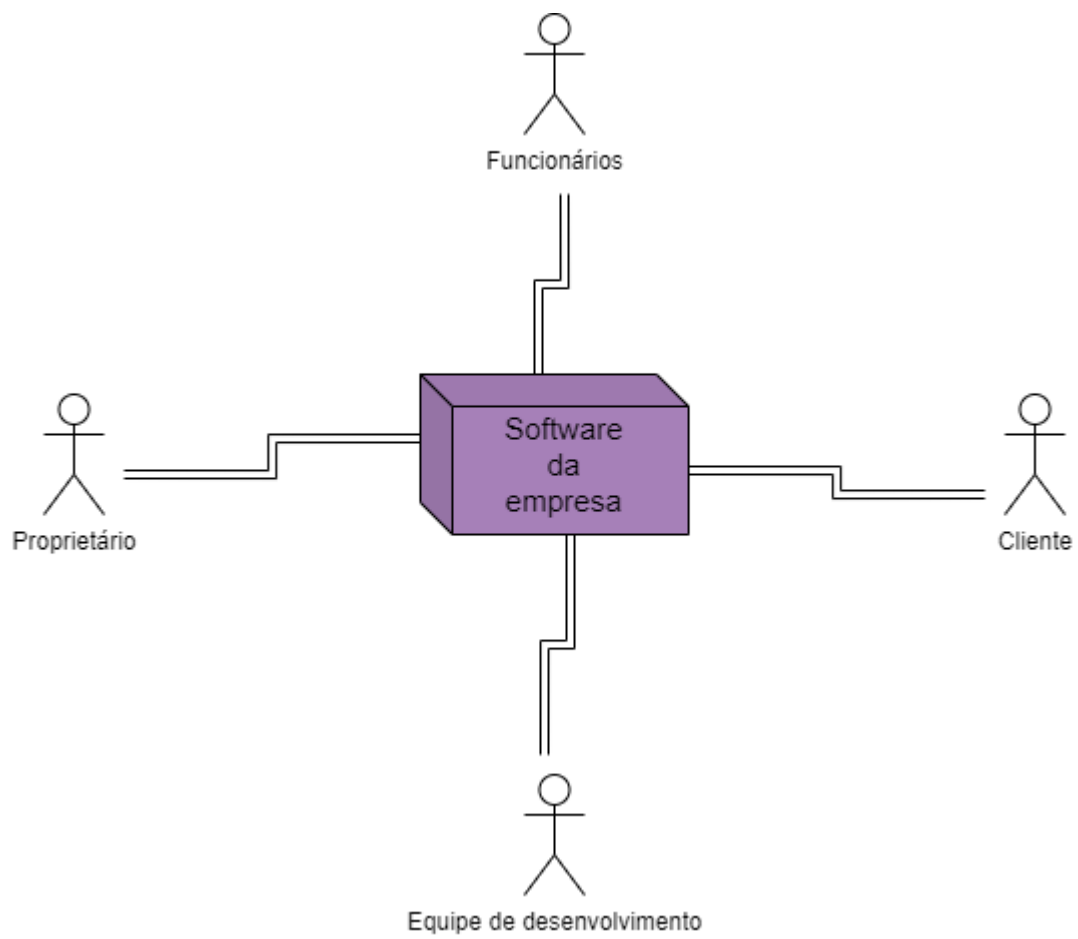 Funcionários
Software
da
empresa
Proprietário
Cliente
Equipe de desenvolvimento